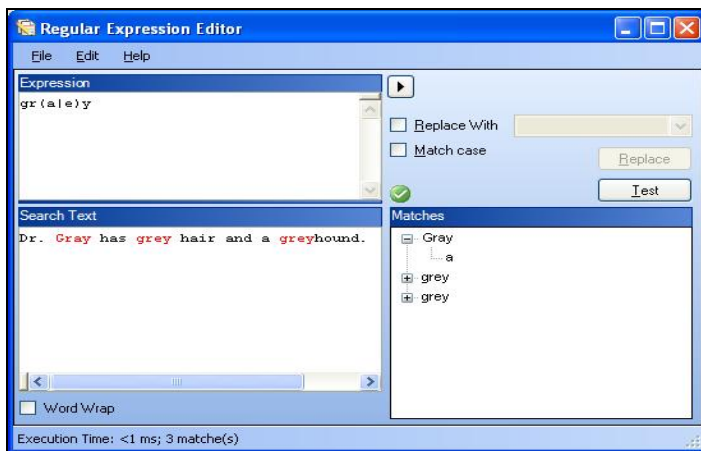 Regular Expression Editor
File Edit Help
Expression
gr(a|e)y
Replace With
Match case
Replace
Test
Search Text
Dr. Gray has grey hair and a greyhound.
Matches
Gray
a
grey
grey
Word Wrap
Execution Time: <1 ms; 3 matche(s)